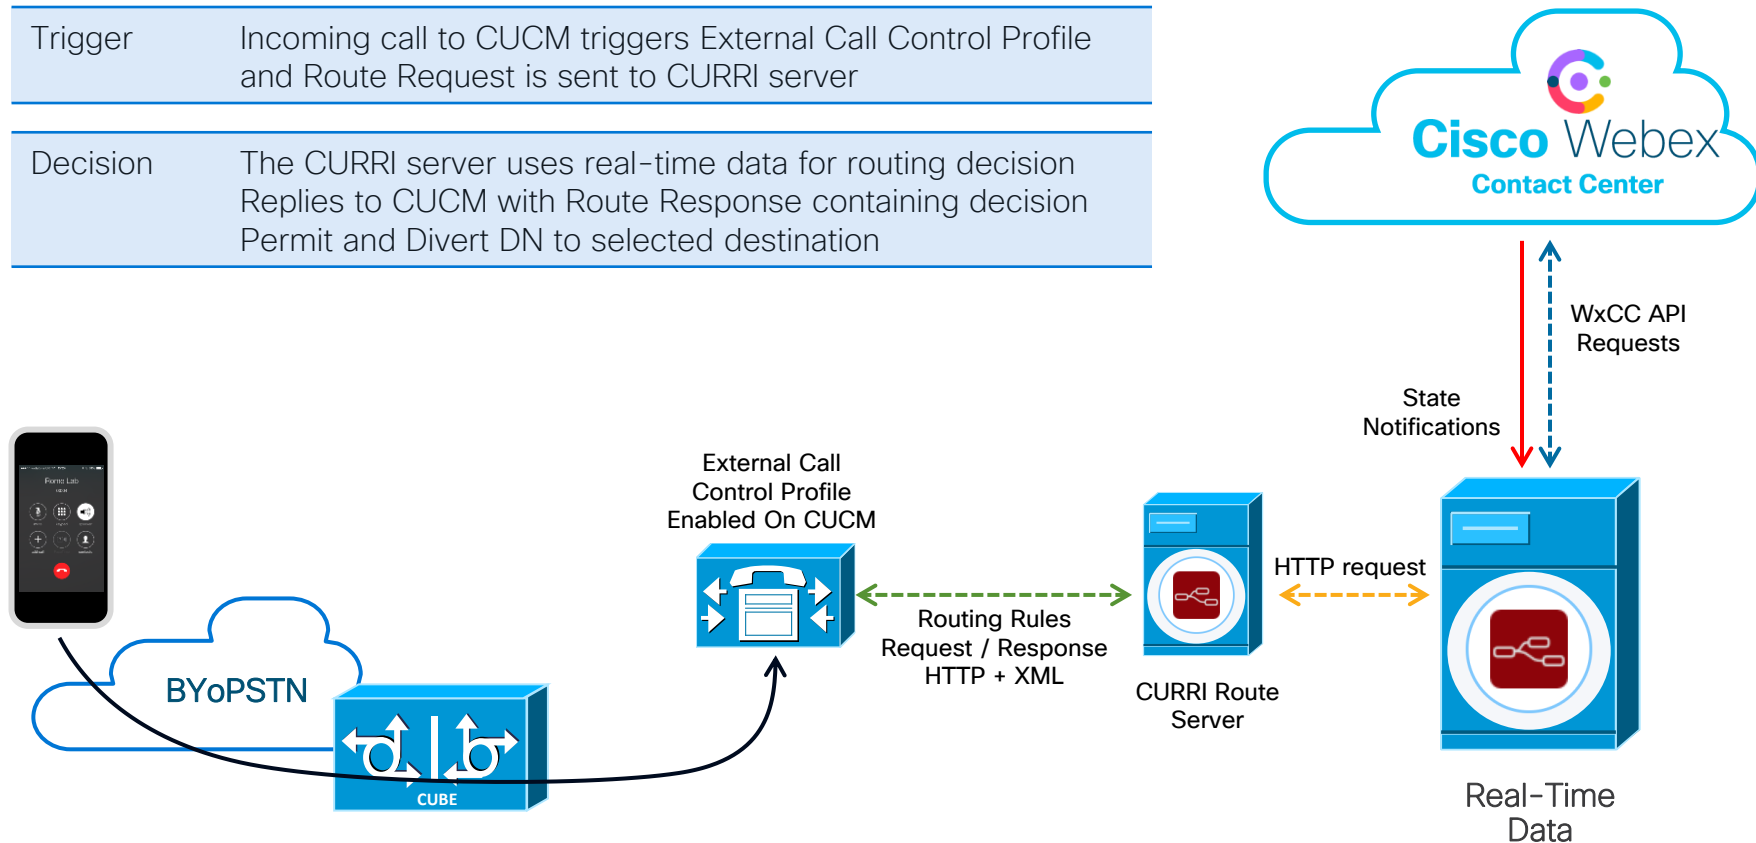 Trigger
Incoming call to CUCM triggers External Call Control Profile
and Route Request is sent to CURRI server
Decision
The CURRI server uses real-time data for routing decision
Replies to CUCM with Route Response containing decision
Permit and Divert DN to selected destination
Cisco Webex
Contact Center
WxCC API
Requests
State
Notifications
Rome Lab
External Call
Control Profile
Enabled On CUCM
HTTP request
Routing Rules
Request / Response
HTTP + XML
CURRI Route
Server
BYoPSTN
CUBE
Real-Time
Data